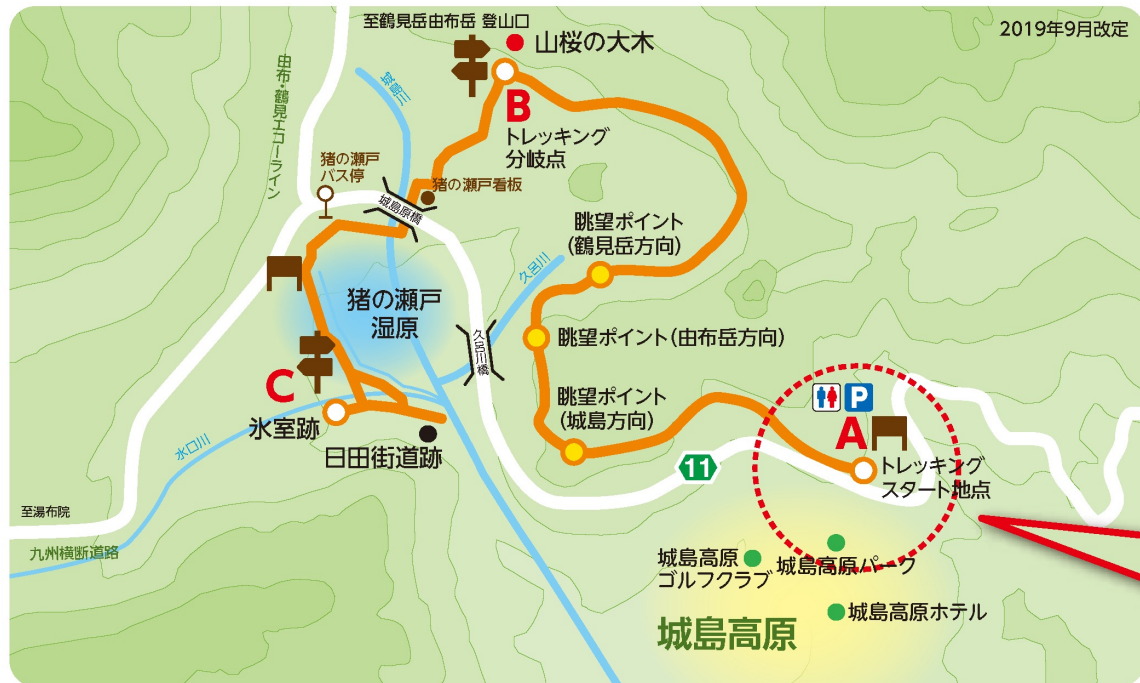 至鶴見岳由布岳 登山口
山桜の大木
2019年9月改定
由布・鶴見エコーライン
城島川
B
トレッキング
分岐点
猪の瀬戸
バス停
猪の瀬戸看板
城島原橋
眺望ポイント
(鶴見岳方向)
久呂川
猪の瀬戸
湿原
久呂川橋
眺望ポイント(由布岳方向)
眺望ポイント
(城島方向)
C
氷室跡
日田街道跡
水口川
P
A
トレッキング
スタート地点
11
至湯布院
九州横断道路
城島高原
ゴルフクラブ
城島高原パーク
城島高原ホテル
城島高原